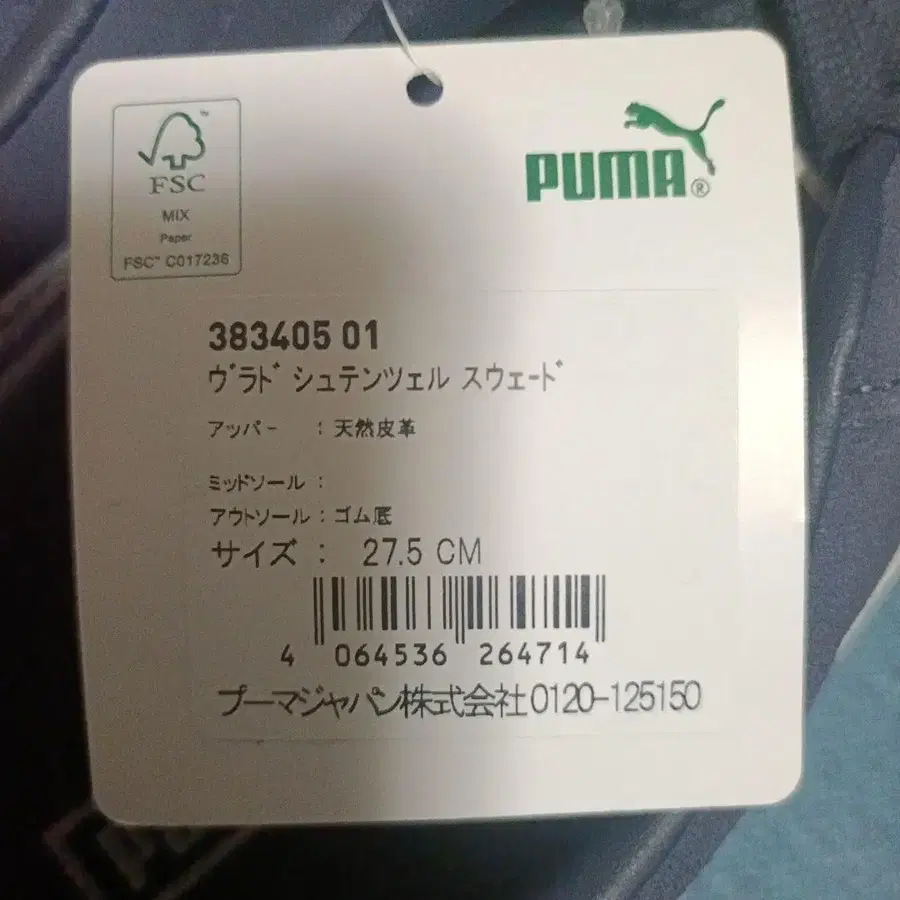 FSC
MIX
Paper
FSC™ C017236
PUMA®
383405 01
ｳﾞﾗﾄﾞ シュテンツェル スウェｰﾄﾞ
アッパｰ : 天然皮革
ミッドソール :
アウトソール : ゴム底
サイズ : 27.5 CM
4 064536 264714
プーマジャパン株式会社0120-125150